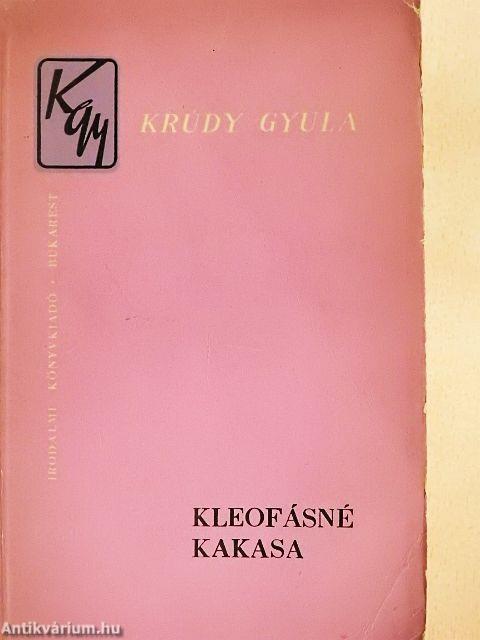 Kgy
KRÚDY GYULA
IRODALMI KÖNYVKIADÓ • BUKAREST
KLEOFÁSNÉ
KAKASA
Antikvárium.hu